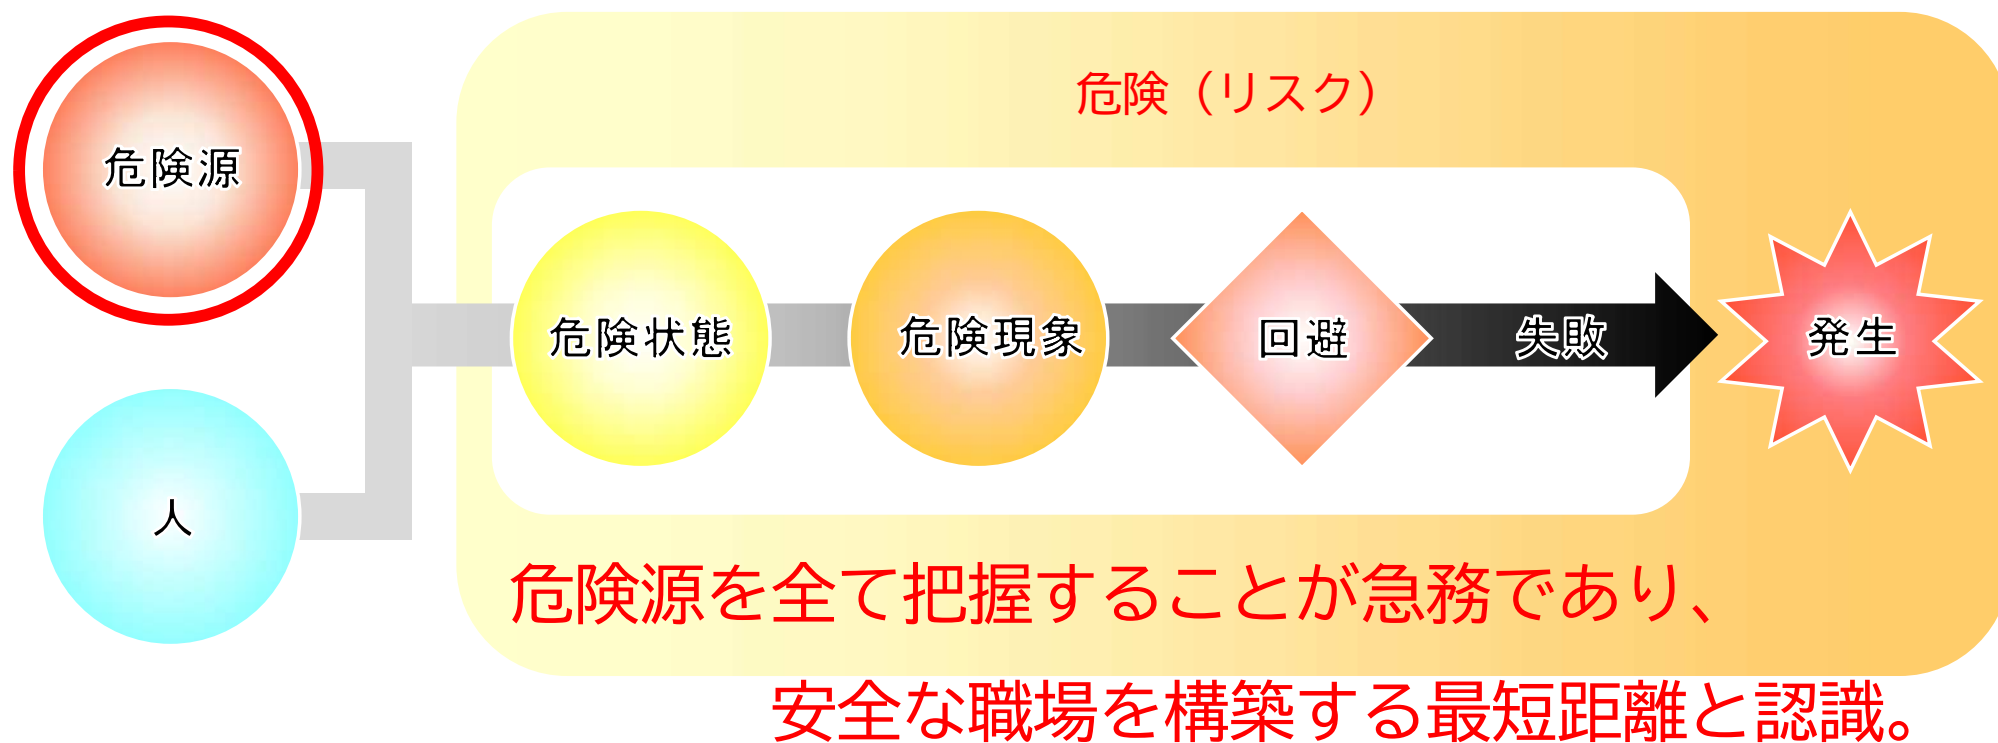 危険（リスク）
危険源
人
危険状態
危険現象
回避
失敗
発生
危険源を全て把握することが急務であり、
安全な職場を構築する最短距離と認識。